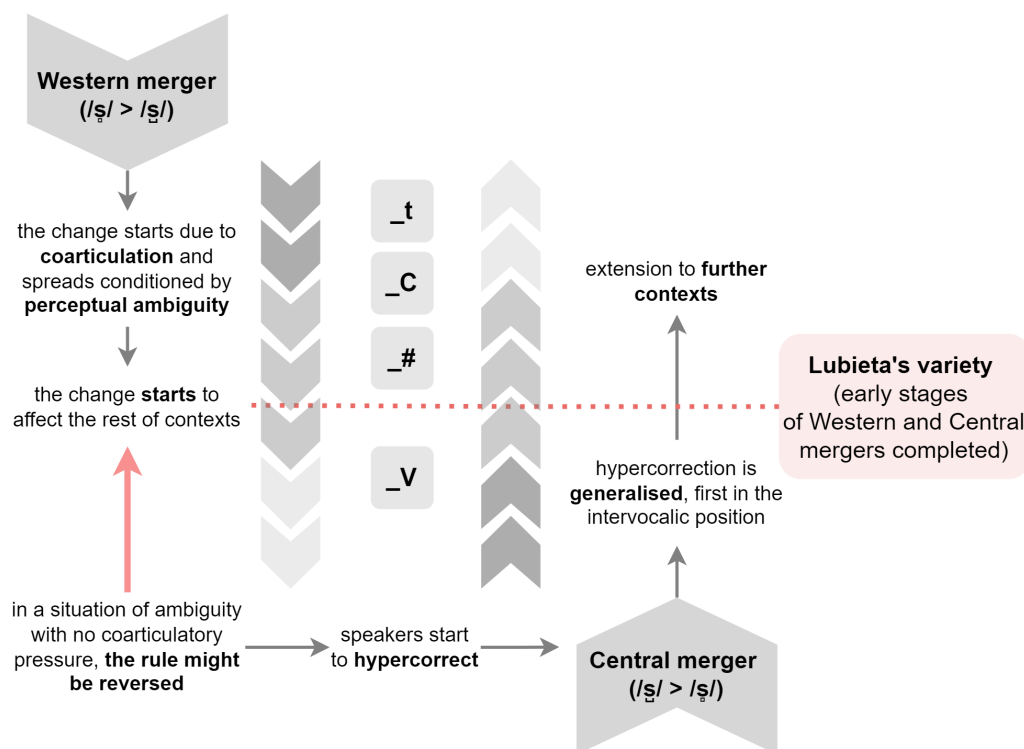 Western merger
(/s̻/ > /s̺/)
the change starts due to
coarticulation and
spreads conditioned by
perceptual ambiguity
the change starts to
affect the rest of contexts
in a situation of ambiguity
with no coarticulatory
pressure, the rule might
be reversed
_t
_C
_#
_V
speakers start
to hypercorrect
extension to further
contexts
hypercorrection is
generalised, first in the
intervocalic position
Central merger
(/s̺/ > /s̻/)
Lubieta's variety
(early stages
of Western and Central
mergers completed)